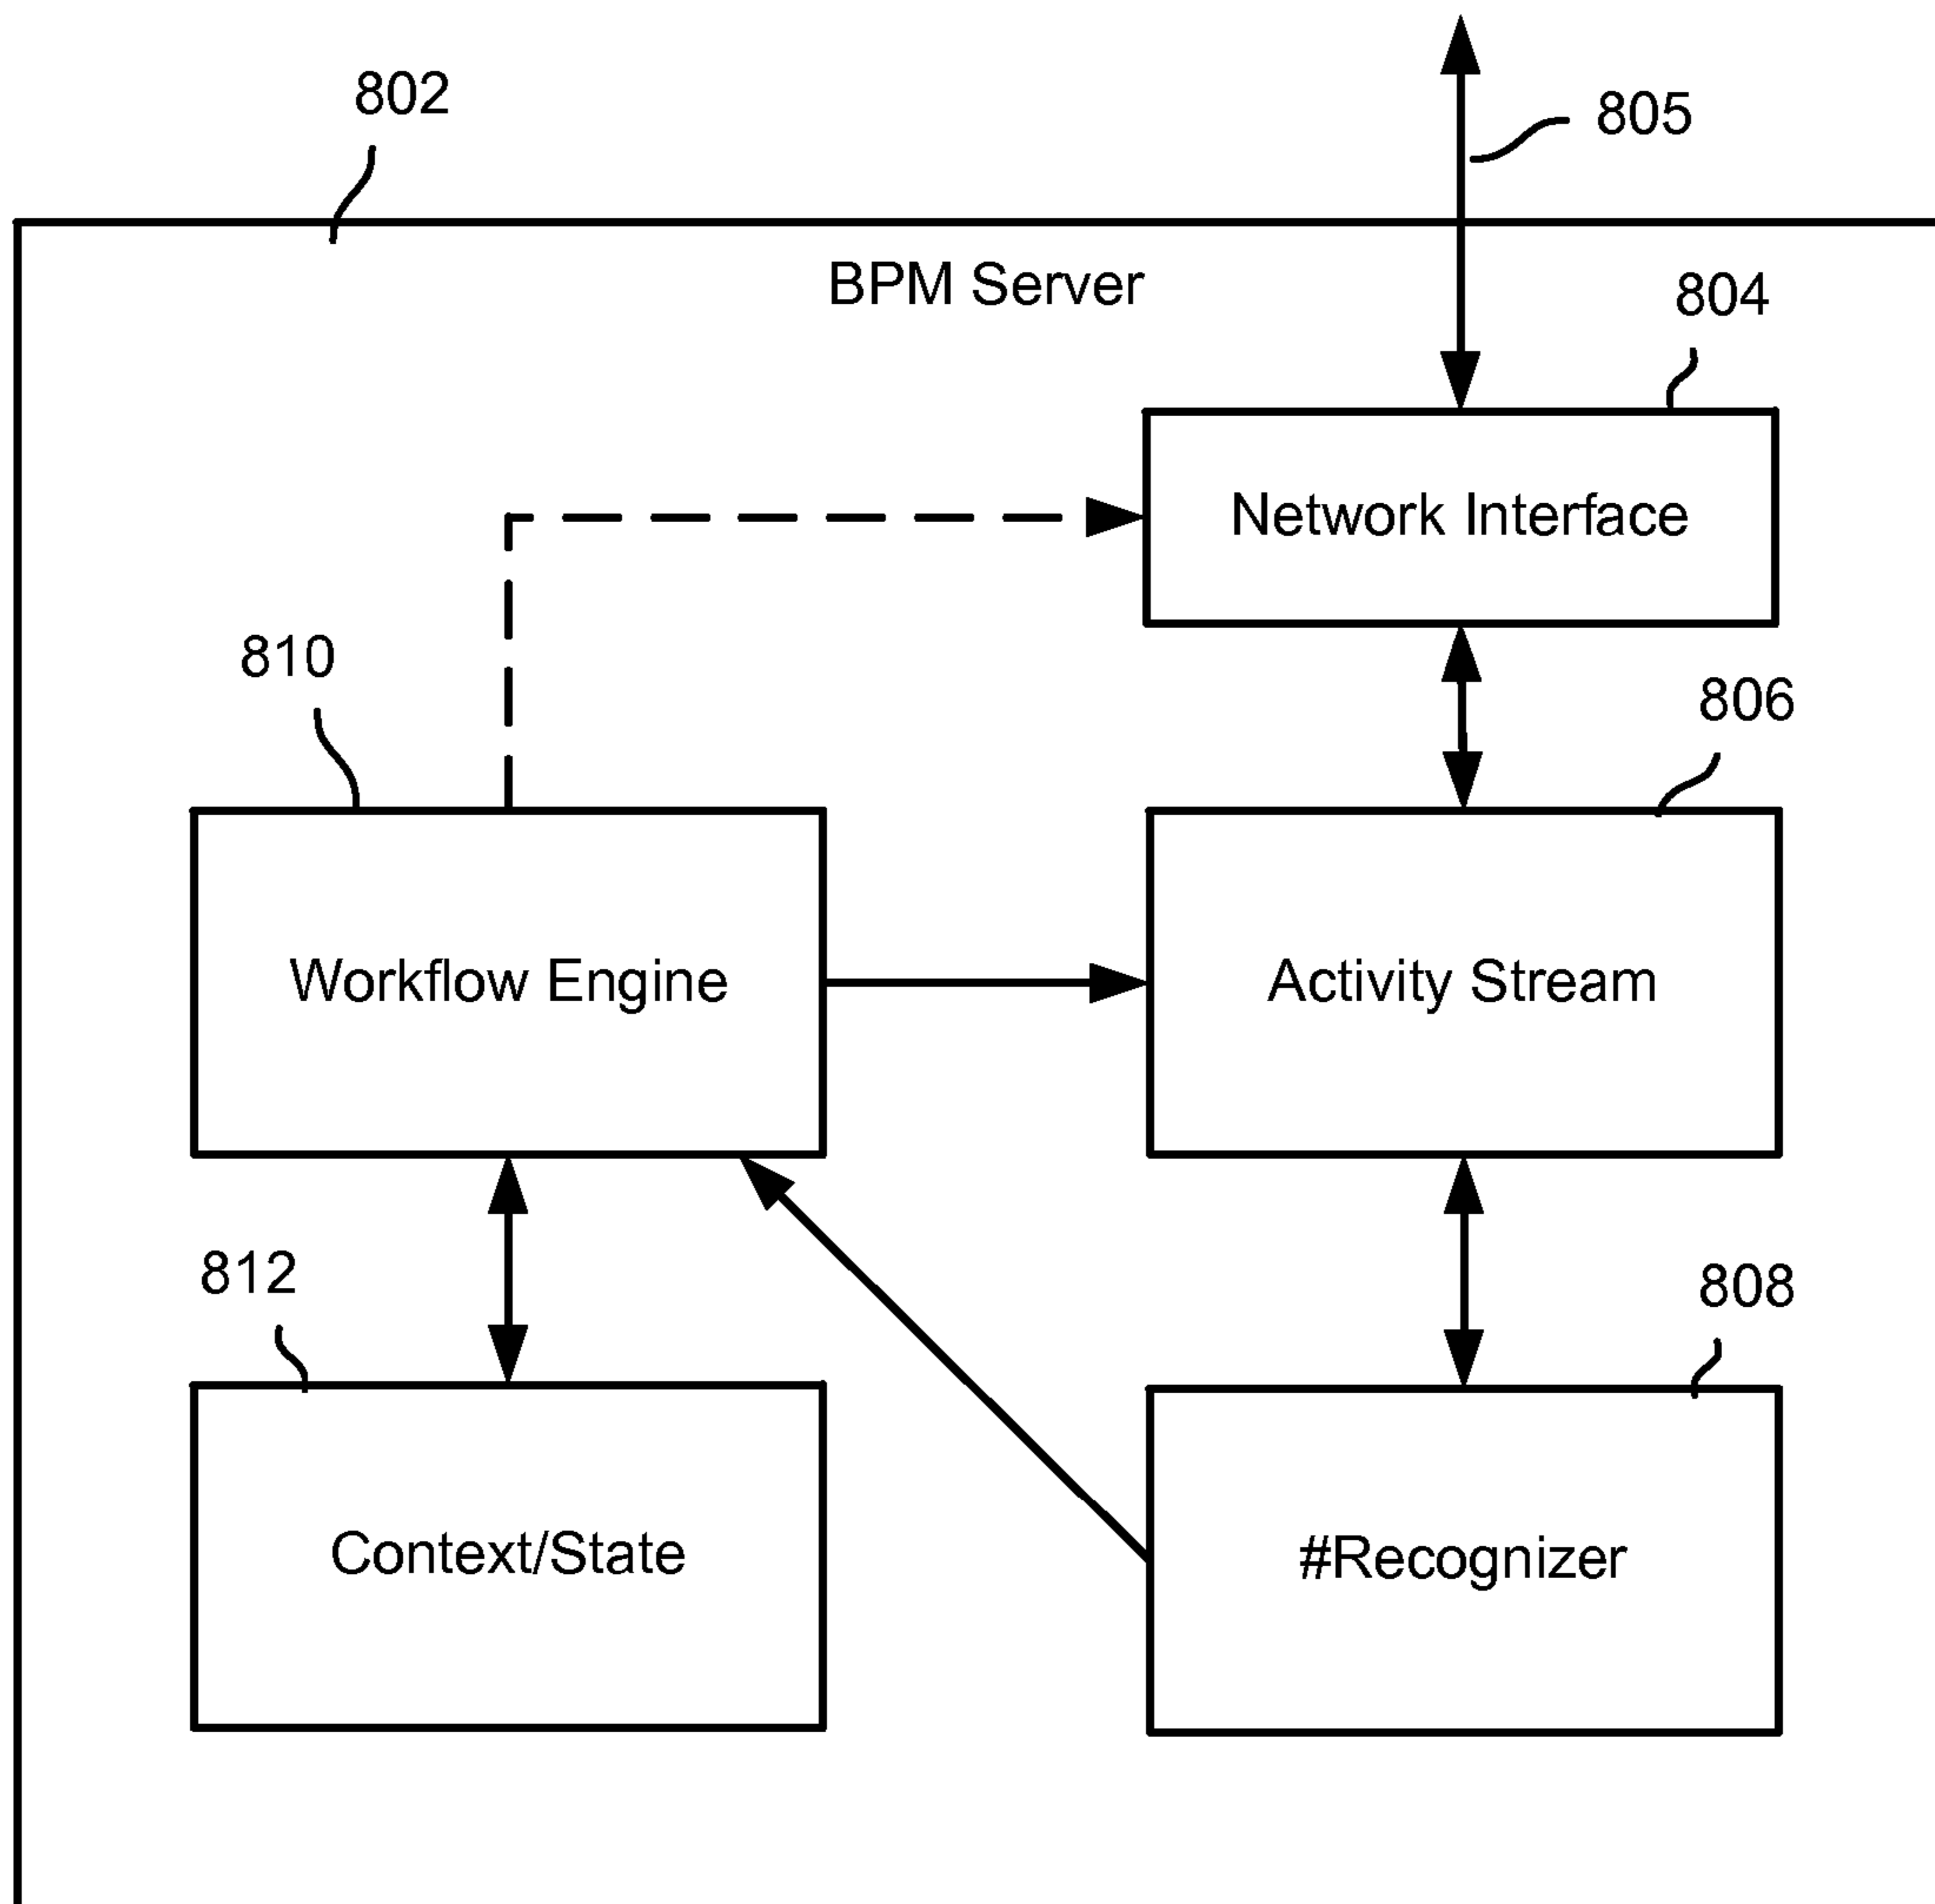 802
805
BPM Server
804
Network Interface
810
806
Workflow Engine
Activity Stream
812
808
Context/State
#Recognizer